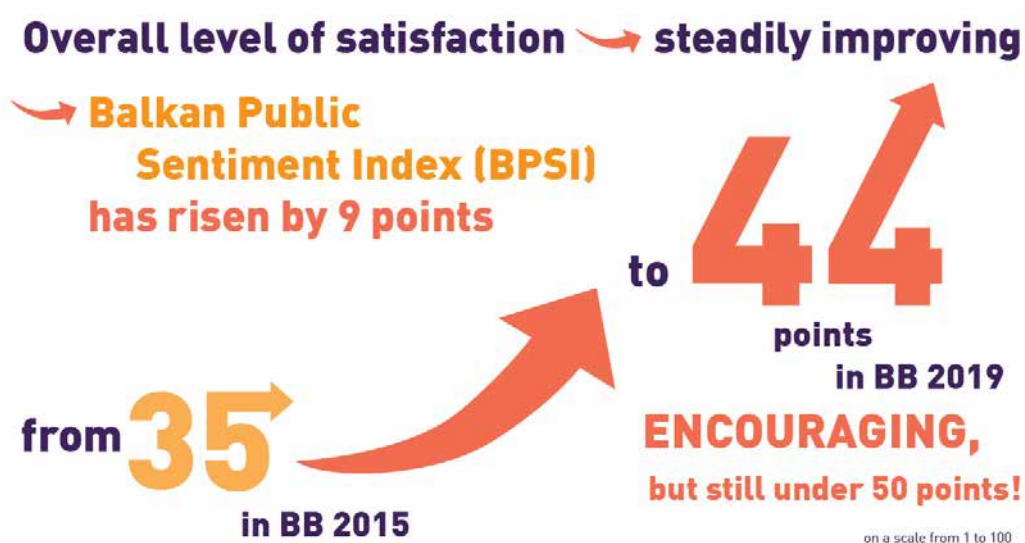 Overall level of satisfaction steadily improving
Balkan Public
Sentiment Index (BPSI)
has risen by 9 points
from 35
in BB 2015
to 44
points
in BB 2019
ENCOURAGING,
but still under 50 points!
on a scale from 1 to 100